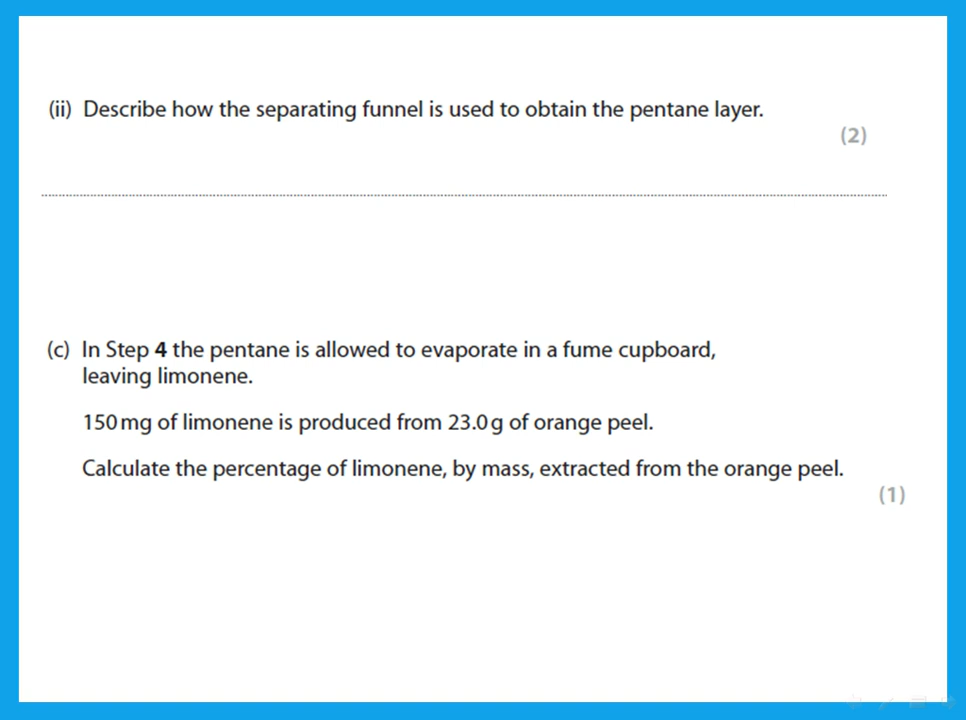 (ii) Describe how the separating funnel is used to obtain the pentane layer.
(2)
(c) In Step 4 the pentane is allowed to evaporate in a fume cupboard,
leaving limonene.
150 mg of limonene is produced from 23.0 g of orange peel.
Calculate the percentage of limonene, by mass, extracted from the orange peel.
(1)